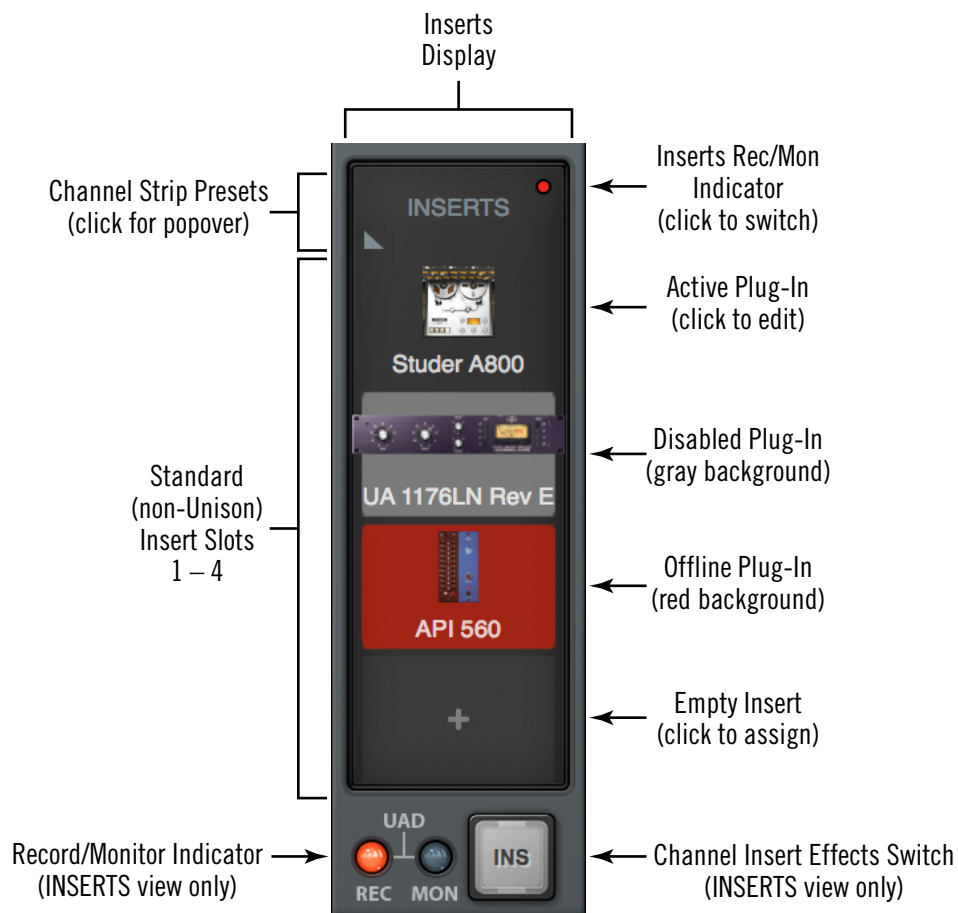 Inserts
Display
Channel Strip Presets
(click for popover)
Inserts Rec/Mon
Indicator
(click to switch)
INSERTS
Active Plug-In
(click to edit)
Studer A800
Disabled Plug-In
(gray background)
UA 1176LN Rev E
Standard
(non-Unison)
Insert Slots
1 – 4
Offline Plug-In
(red background)
API 560
Empty Insert
(click to assign)
+
UAD
REC
MON
INS
Record/Monitor Indicator
(INSERTS view only)
Channel Insert Effects Switch
(INSERTS view only)